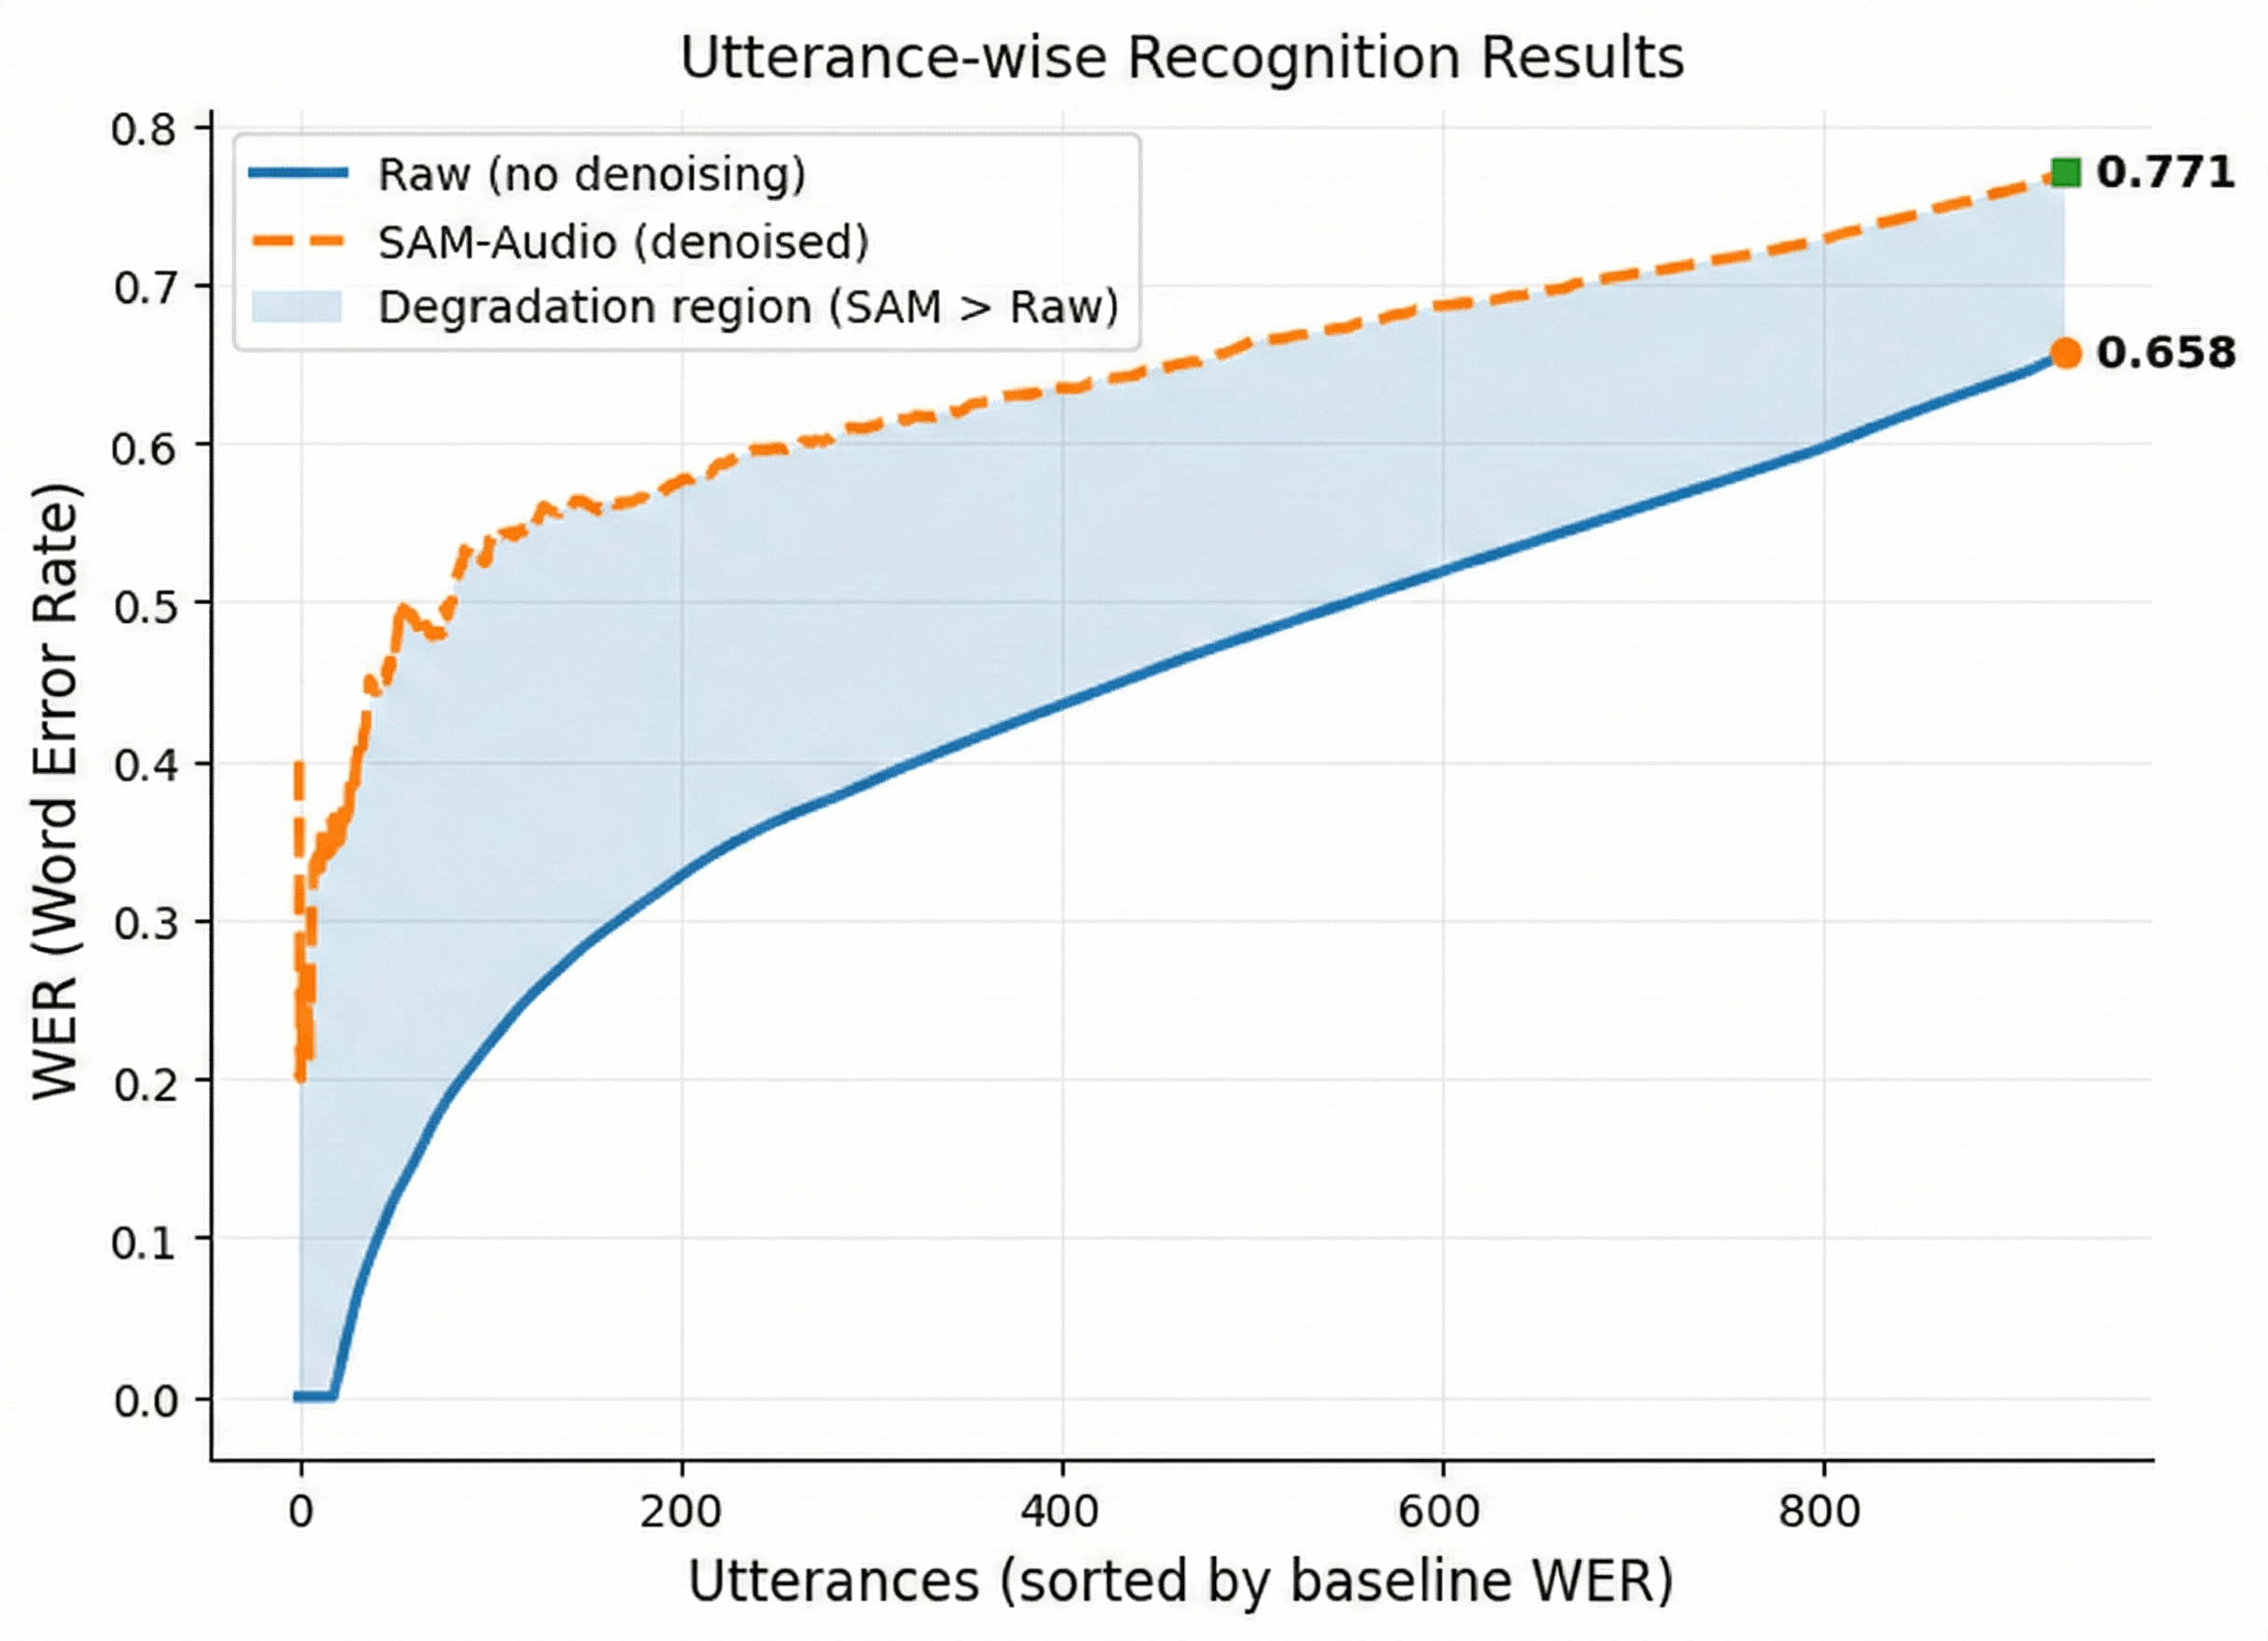 Utterance-wise Recognition Results
Raw (no denoising)
SAM-Audio (denoised)
Degradation region (SAM > Raw)
0.771
0.658
WER (Word Error Rate)
0.8
0.7
0.6
0.5
0.4
0.3
0.2
0.1
0.0
0 200 400 600 800
Utterances (sorted by baseline WER)